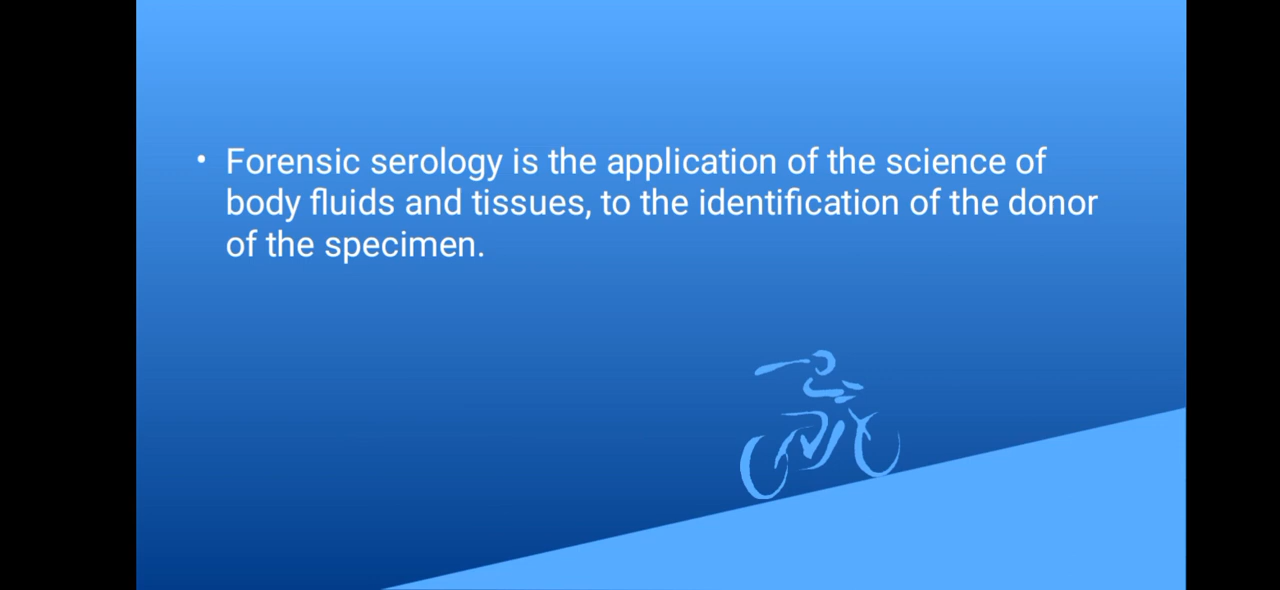 • Forensic serology is the application of the science of
body fluids and tissues, to the identification of the donor
of the specimen.